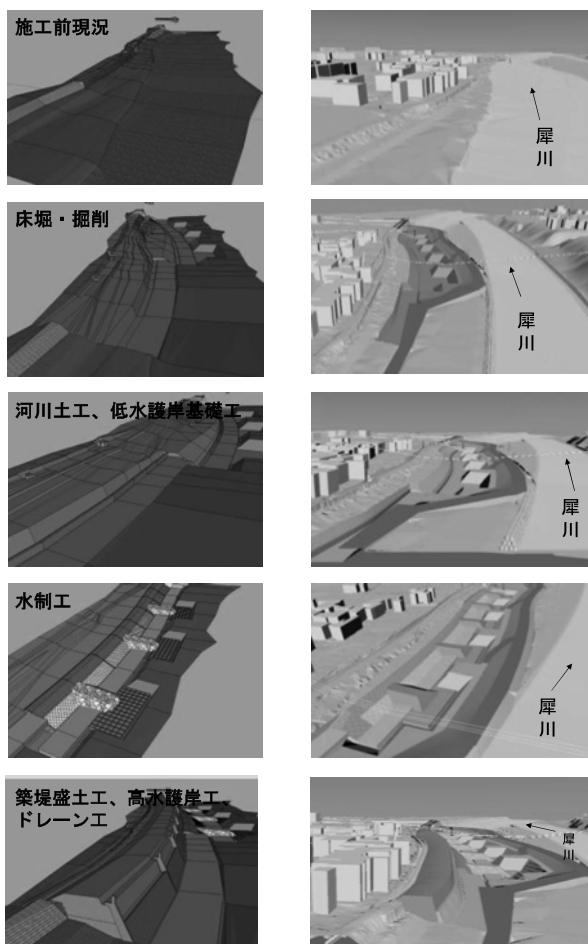 施工前現況
犀川
床堀・掘削
犀川
河川土工、低水護岸基礎工
犀川
水制工
犀川
築堤盛土工、高水護岸工、
ドレーン工
犀川